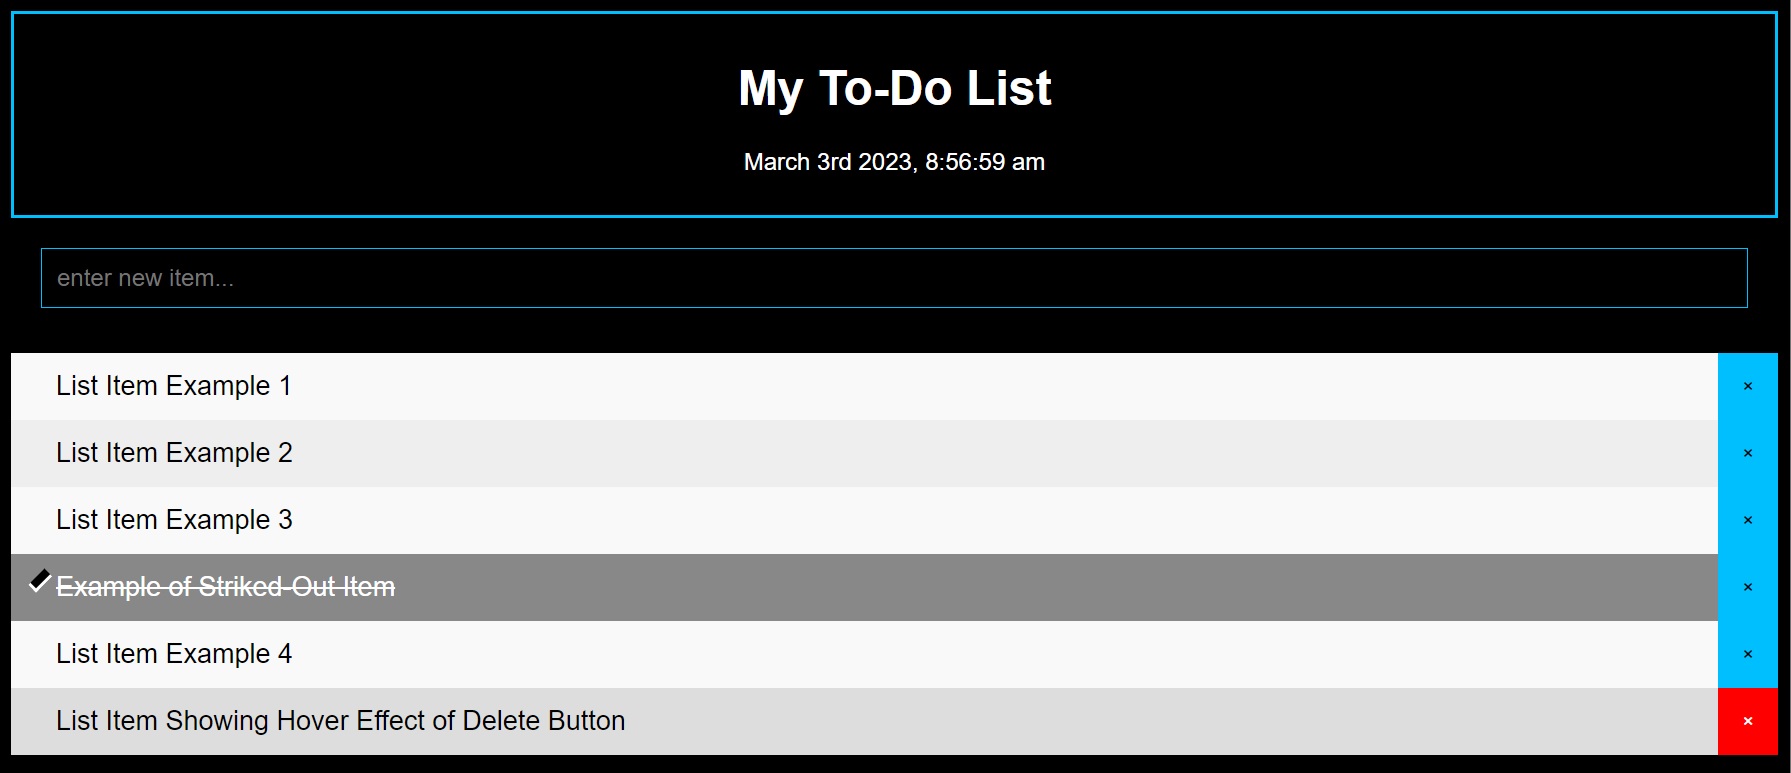 My To-Do List
March 3rd 2023, 8:56:59 am
enter new item...
List Item Example 1 ×
List Item Example 2 ×
List Item Example 3 ×
Example of Striked-Out Item ×
List Item Example 4 ×
List Item Showing Hover Effect of Delete Button ×